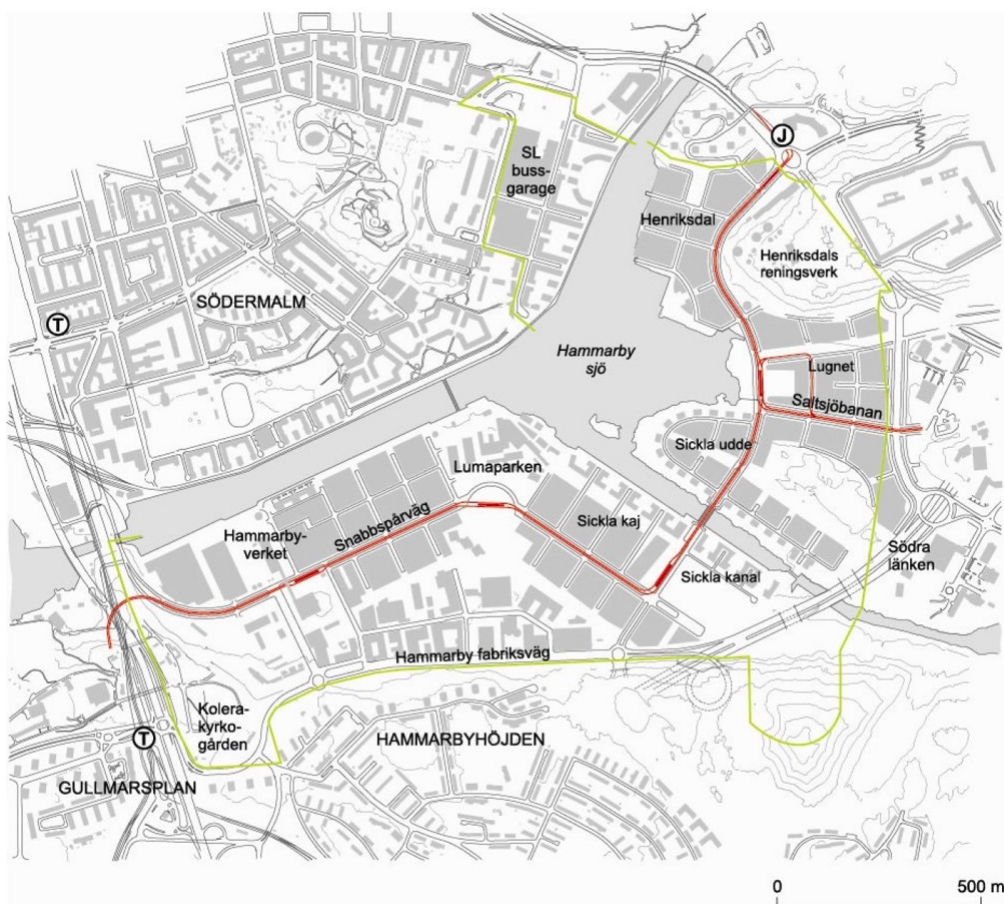 J
SL
buss-
garage
Henriksdal
Henriksdals
reningsverk
SÖDERMALM
T
Hammarby
sjö
Lugnet
Saltsjöbanan
Sickla udde
Lumaparken
Snabbspårväg
Sickla kaj
Hammarby-
verket
Södra
länken
Sickla kanal
Hammarby fabriksväg
Kolera-
kyrko-
gården
T
HAMMARBYHÖJDEN
GULLMARSPLAN
0 500 m